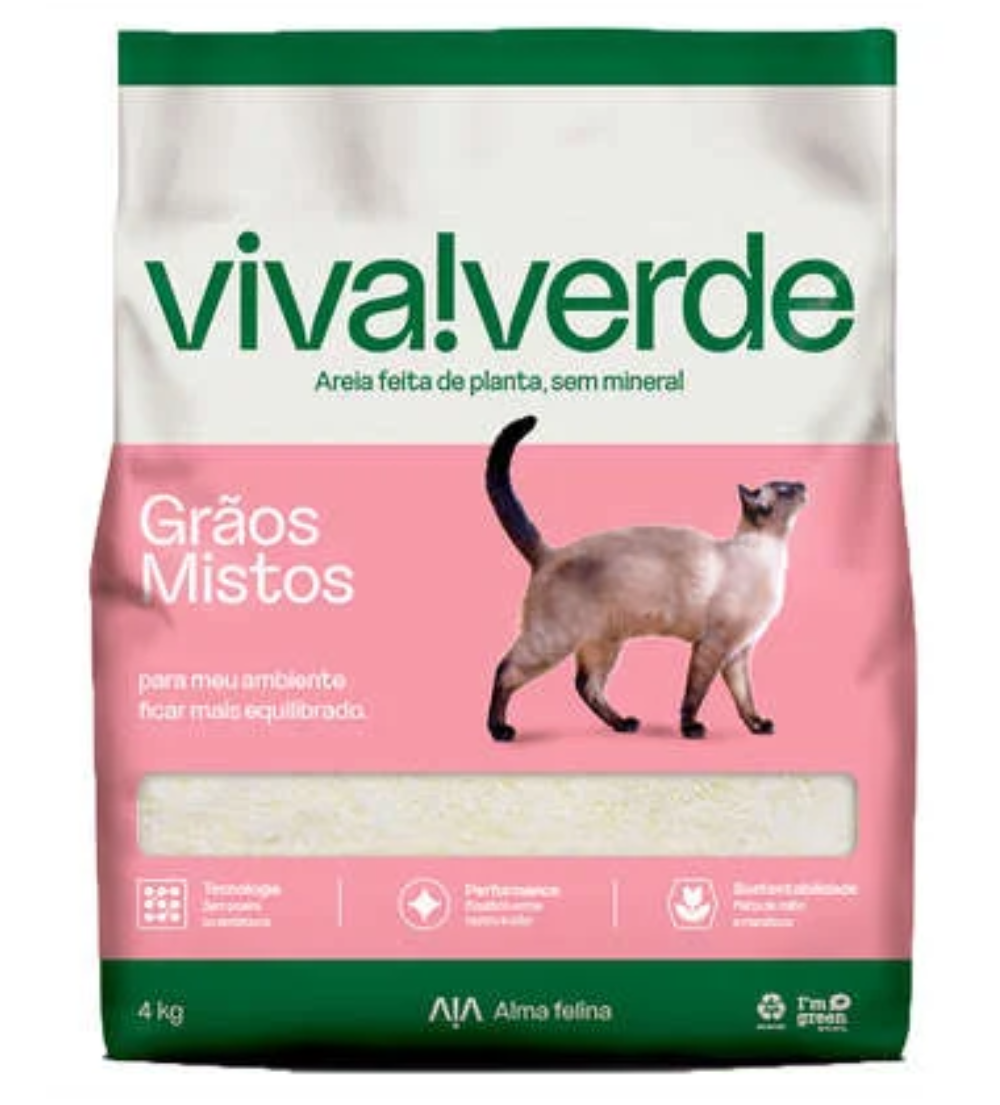 viva!verde
Areia feita de planta, sem mineral
Grãos
Mistos
para meu ambiente
ficar mais equilibrado.
Tecnologia
Performance
Sustentabilidade
4 kg
Alma felina
I'm
green